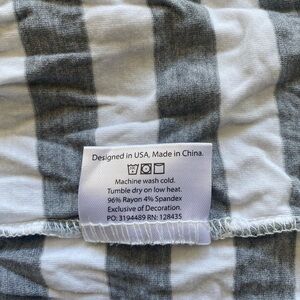 Designed in USA, Made in China.
Machine wash cold.
Tumble dry on low heat.
96% Rayon 4% Spandex
Exclusive of Decoration.
PO: 3194489 RN: 128435